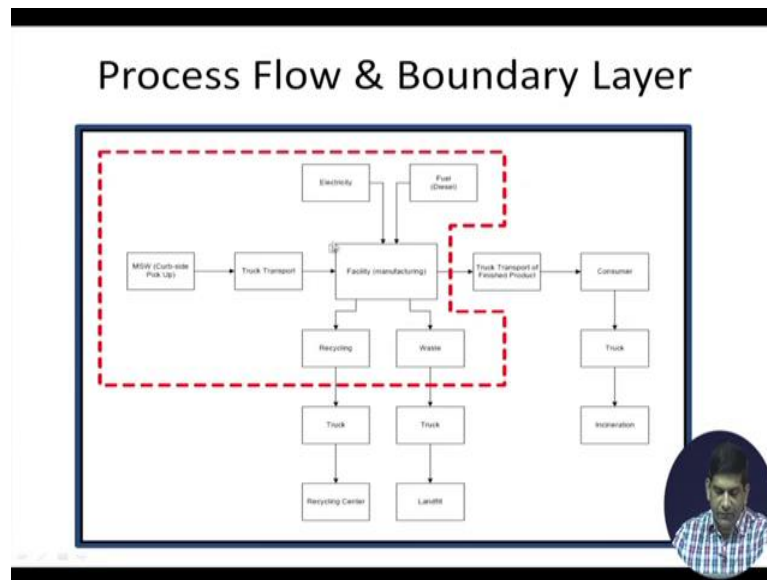 Process Flow & Boundary Layer
Electricity
Fuel
(Diesel)
MSW (Curb-side
Pick Up)
Truck Transport
Facility (manufacturing)
Truck Transport of
Finished Product
Consumer
Recycling
Waste
Truck
Truck
Truck
Incineration
Recycling Center
Landfill